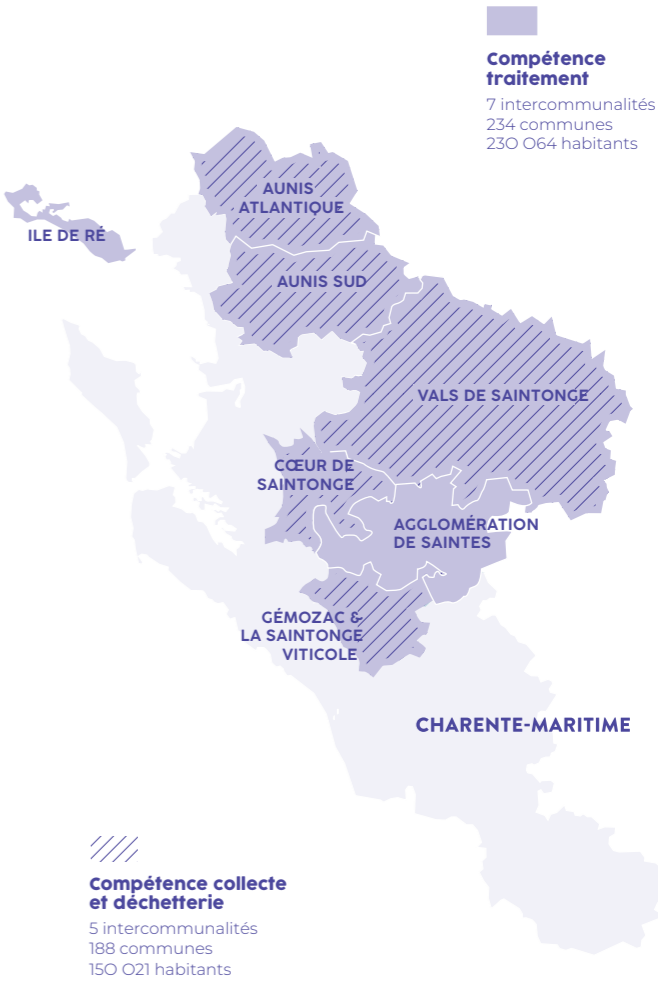 Compétence
traitement
7 intercommunalités
234 communes
230 064 habitants
AUNIS
ATLANTIQUE
ILE DE RÉ
AUNIS SUD
VALS DE SAINTONGE
CŒUR DE
SAINTONGE
AGGLOMÉRATION
DE SAINTES
GÉMOZAC &
LA SAINTONGE
VITICOLE
CHARENTE-MARITIME
Compétence collecte
et déchetterie
5 intercommunalités
188 communes
150 021 habitants